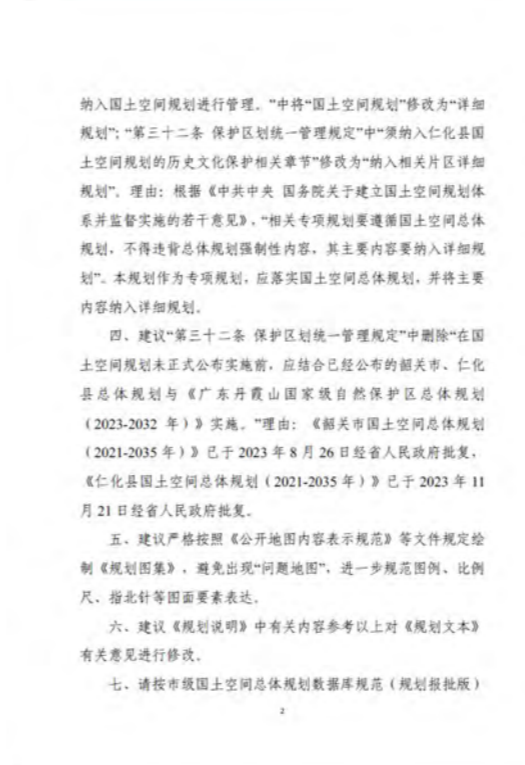 纳入国土空间规划进行管理。”中将“国土空间规划”修改为“详细
规划”；“第三十二条 保护区划统一管理规定”中“须纳入仁化县国
土空间规划的历史文化保护相关章节”修改为“纳入相关片区详细
规划”。理由：根据《中共中央 国务院关于建立国土空间规划体
系并监督实施的若干意见》，“相关专项规划要遵循国土空间总体
规划，不得违背总体规划强制性内容，其主要内容要纳入详细规
划”。本规划作为专项规划，应落实国土空间总体规划，并将主要
内容纳入详细规划。
四、建议“第三十二条 保护区划统一管理规定”中删除“在国
土空间规划未正式公布实施前，应结合已经公布的韶关市、仁化
县总体规划与《广东丹霞山国家级自然保护区总体规划
（2023-2032 年）》实施。”理由：《韶关市国土空间总体规划
（2021-2035 年）》已于 2023 年 8 月 26 日经省人民政府批复，
《仁化县国土空间总体规划（2021-2035 年）》已于 2023 年 11
月 21 日经省人民政府批复。
五、建议严格按照《公开地图内容表示规范》等文件规定绘
制《规划图集》，避免出现“问题地图”，进一步规范图例、比例
尺、指北针等图面要素表达。
六、建议《规划说明》中有关内容参考以上对《规划文本》
有关意见进行修改。
七、请按市级国土空间总体规划数据库规范（规划报批版）
2